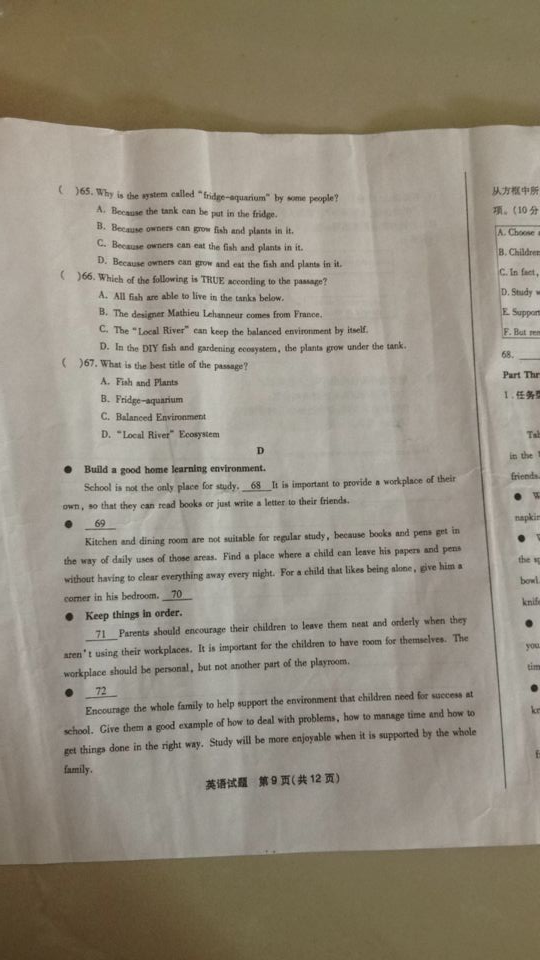 (    )65. Why is the system called "fridge-aquarium" by some people?
A. Because the tank can be put in the fridge.
B. Because owners can grow fish and plants in it.
C. Because owners can eat the fish and plants in it.
D. Because owners can grow and eat the fish and plants in it.
(    )66. Which of the following is TRUE according to the passage?
A. All fish are able to live in the tanks below.
B. The designer Mathieu Lehanneur comes from France.
C. The "Local River" can keep the balanced environment by itself.
D. In the DIY fish and gardening ecosystem, the plants grow under the tank.
(    )67. What is the best title of the passage?
A. Fish and Plants
B. Fridge-aquarium
C. Balanced Environment
D. "Local River" Ecosystem
D
● Build a good home learning environment.
School is not the only place for study. 68 It is important to provide a workplace of their
own, so that they can read books or just write a letter to their friends.
● 69
Kitchen and dining room are not suitable for regular study, because books and pens get in
the way of daily uses of those areas. Find a place where a child can leave his papers and pens
without having to clear everything away every night. For a child that likes being alone, give him a
corner in his bedroom. 70
● Keep things in order.
71 Parents should encourage their children to leave them neat and orderly when they
aren't using their workplaces. It is important for the children to have room for themselves. The
workplace should be personal, but not another part of the playroom.
● 72
Encourage the whole family to help support the environment that children need for success at
school. Give them a good example of how to deal with problems, how to manage time and how to
get things done in the right way. Study will be more enjoyable when it is supported by the whole
family.
英语试题 第9页(共12页)
从方框中所
项。(10分
A. Choose
B. Children
C. In fact,
D. Study
E. Support
F. But
68.
Part
1.任务
in the
friends.
●
napkin
●
the
bowl.
●
you
●